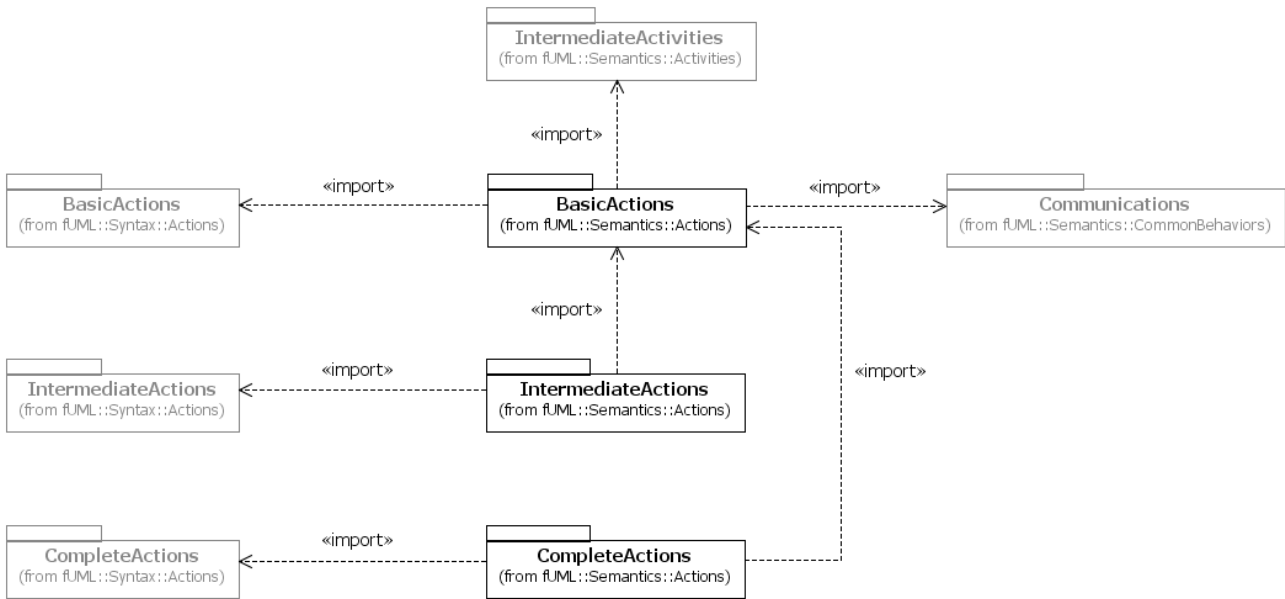 IntermediateActivities
(from fUML::Semantics::Activities)
«import»
BasicActions
(from fUML::Syntax::Actions)
«import»
BasicActions
(from fUML::Semantics::Actions)
«import»
Communications
(from fUML::Semantics::CommonBehaviors)
«import»
IntermediateActions
(from fUML::Syntax::Actions)
«import»
IntermediateActions
(from fUML::Semantics::Actions)
«import»
CompleteActions
(from fUML::Syntax::Actions)
«import»
CompleteActions
(from fUML::Semantics::Actions)